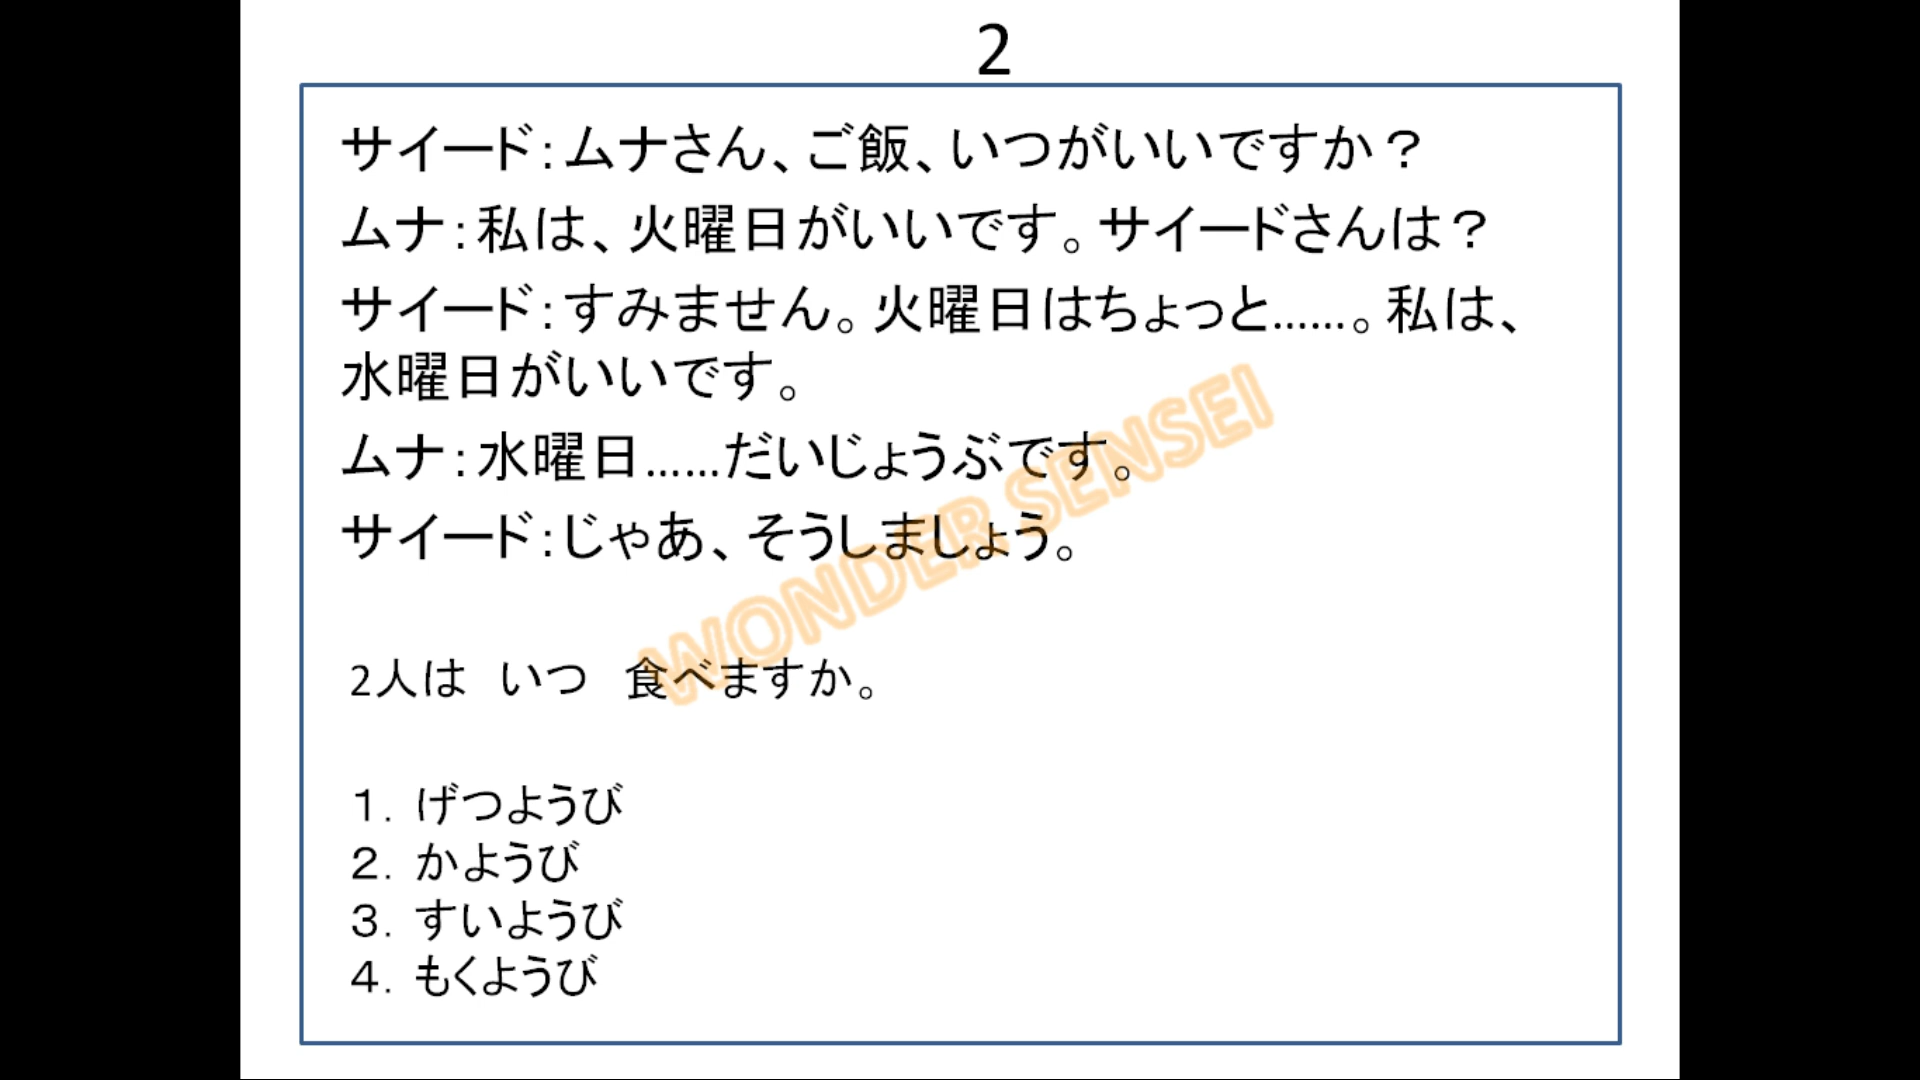 2
サイード：ムナさん、ご飯、いつがいいですか？
ムナ：私は、火曜日がいいです。サイードさんは？
サイード：すみません。火曜日はちょっと……。私は、
水曜日がいいです。
ムナ：水曜日……だいじょうぶです。
サイード：じゃあ、そうしましょう。
WONDER SENSEI
2人は　いつ　食べますか。
１．げつようび
２．かようび
３．すいようび
４．もくようび